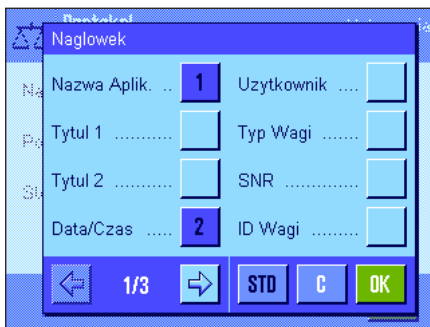 Protokol
Naglowek
Nazwa Aplik. .. 1
Uzytkownik ....
Tytul 1 ...........
Typ Wagi ......
Tytul 2 ...........
SNR .............
Data/Czas ..... 2
ID Wagi .........
1/3
STD
C
OK